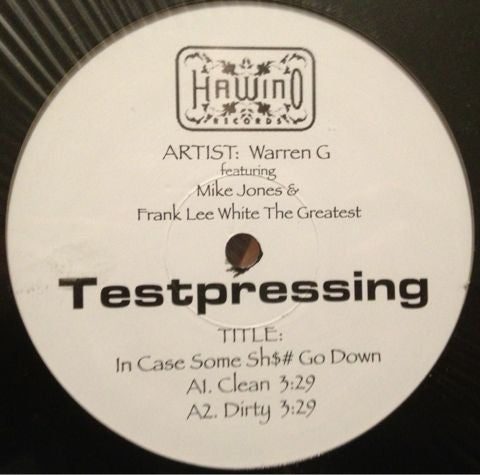 HAWINO
RECORDS
ARTIST: Warren G
featuring
Mike Jones &
Frank Lee White The Greatest
Testpressing
TITLE:
In Case Some Sh$# Go Down
A1. Clean 3:29
A2. Dirty 3:29